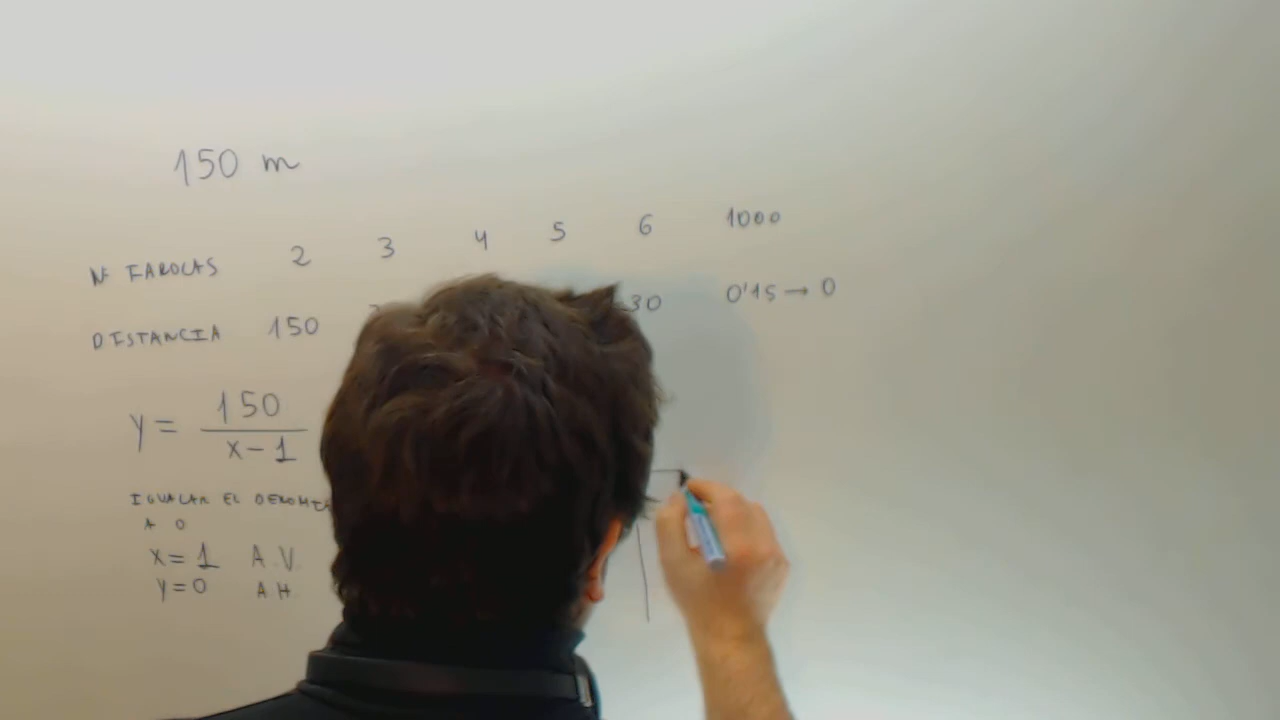 150 m
Nº FAROLAS 2 3 4 5 6 1000
DISTANCIA 150 30 0'15 → 0
y = 150
x - 1
IGUALAR EL
A 0
x = 1 A.V.
y = 0 A H